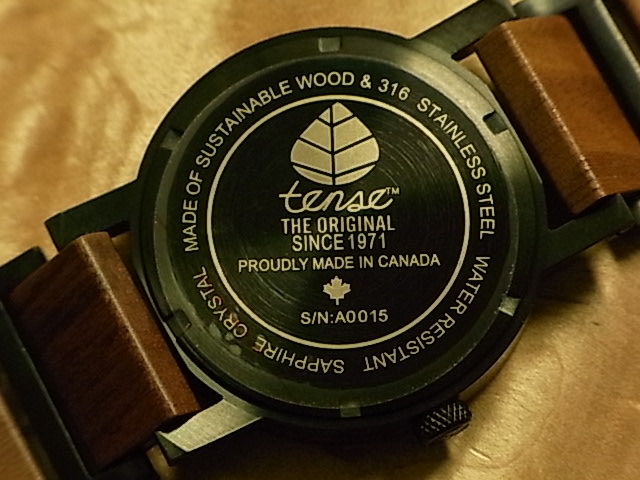 MADE OF SUSTAINABLE WOOD & 316 STAINLESS STEEL WATER RESISTANT SAPPHIRE CRYSTAL
tense™
THE ORIGINAL
SINCE 1971
PROUDLY MADE IN CANADA
S/N:A0015